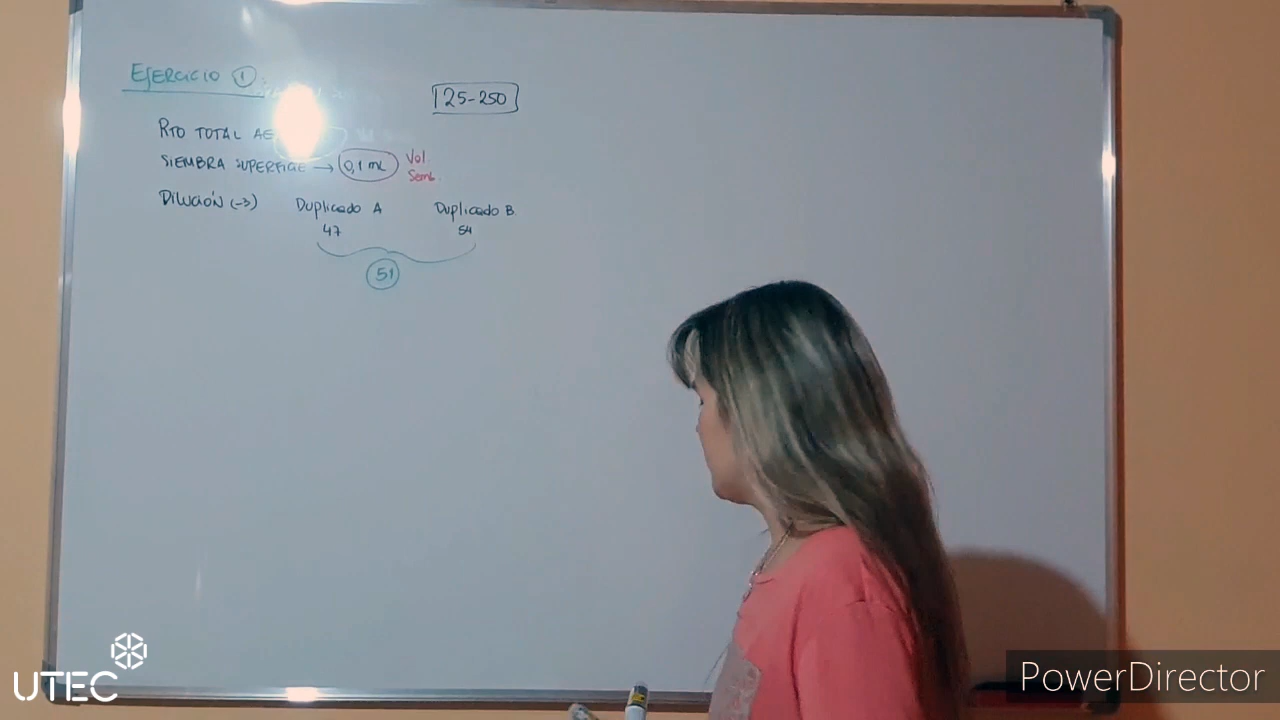 EJERCICIO 1
25-250
RTO TOTAL AE
SIEMBRA SUPERFICIE → 0,1 mL
Vol.
Semb.
Dilución (-3)
Duplicado A
Duplicado B
47
54
51
UTEC
PowerDirector